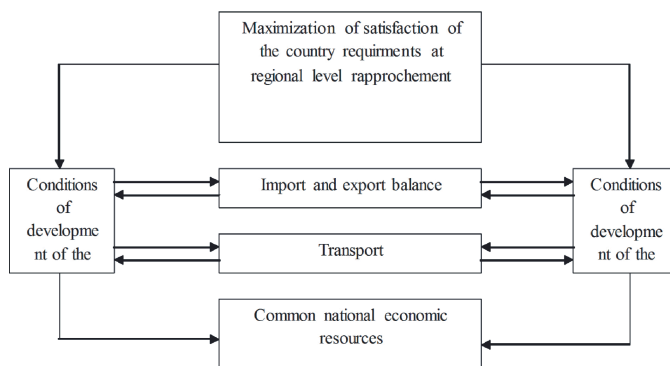 Maximization of satisfaction of
the country requirments at
regional level rapprochement
Conditions
of
developme
nt of the
Import and export balance
Transport
Conditions
of
developme
nt of the
Common national economic
resources